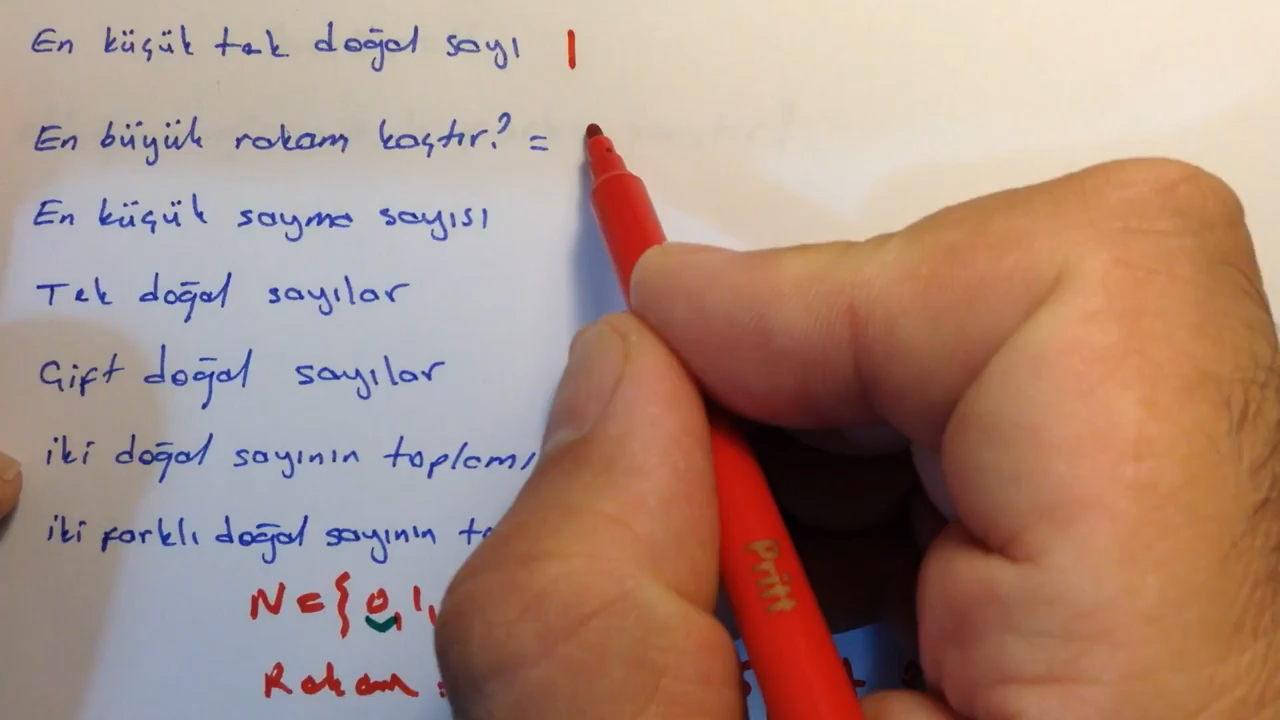 En küçük tek doğal sayı 1
En büyük rakam kaçtır? =
En küçük sayma sayısı
Tek doğal sayılar
Çift doğal sayılar
iki doğal sayının toplamı
iki farklı doğal sayının
N = { 0, 1,
Rakam :
Pritt